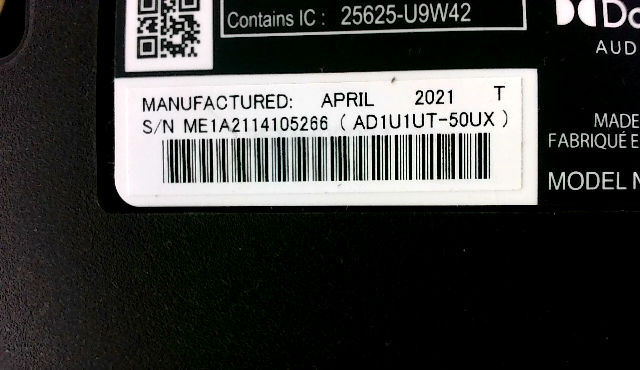 Contains IC : 25625-U9W42
MANUFACTURED: APRIL 2021 T
S/N ME1A2114105266 ( AD1U1UT-50UX )
AUD
MADE
FABRIQUÉ E
MODEL N